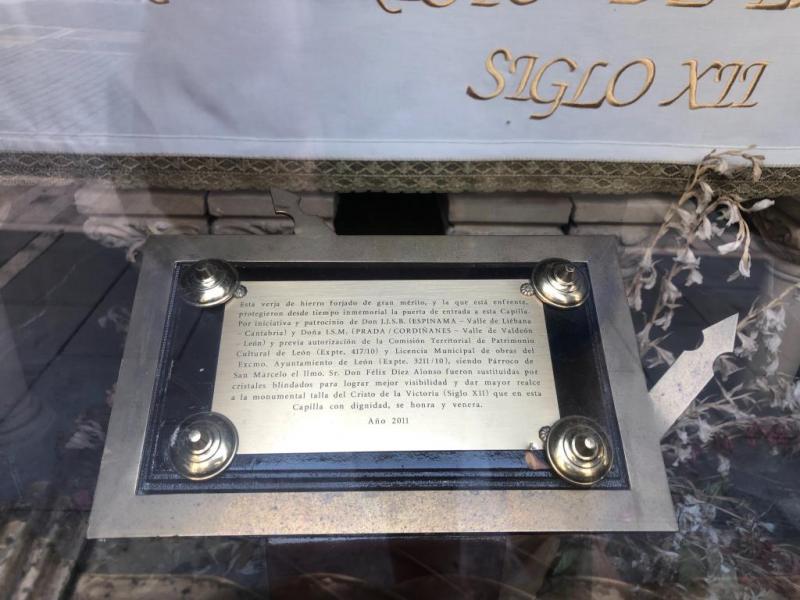 SIGLO XII
Esta verja de hierro forjado de gran mérito, y la que está enfrente,
protegieron desde tiempo inmemorial la puerta de entrada a esta Capilla.
Por iniciativa y patrocinio de Don J.J.S.B. (ESPINAMA – Valle de Liébana
– Cantabria) y Doña I.S.M. (PRADA / CORDIÑANES – Valle de Valdeón
– León) y previa autorización de la Comisión Territorial de Patrimonio
Cultural de León (Expte. 417/10) y Licencia Municipal de obras del
Excmo. Ayuntamiento de León (Expte. 3211/10), siendo Párroco de
San Marcelo el Ilmo. Sr. Don Félix Díez Alonso fueron sustituidas por
cristales blindados para lograr mejor visibilidad y dar mayor realce
a la monumental talla del Cristo de la Victoria (Siglo XII) que en esta
Capilla con dignidad, se honra y venera.
Año 2011